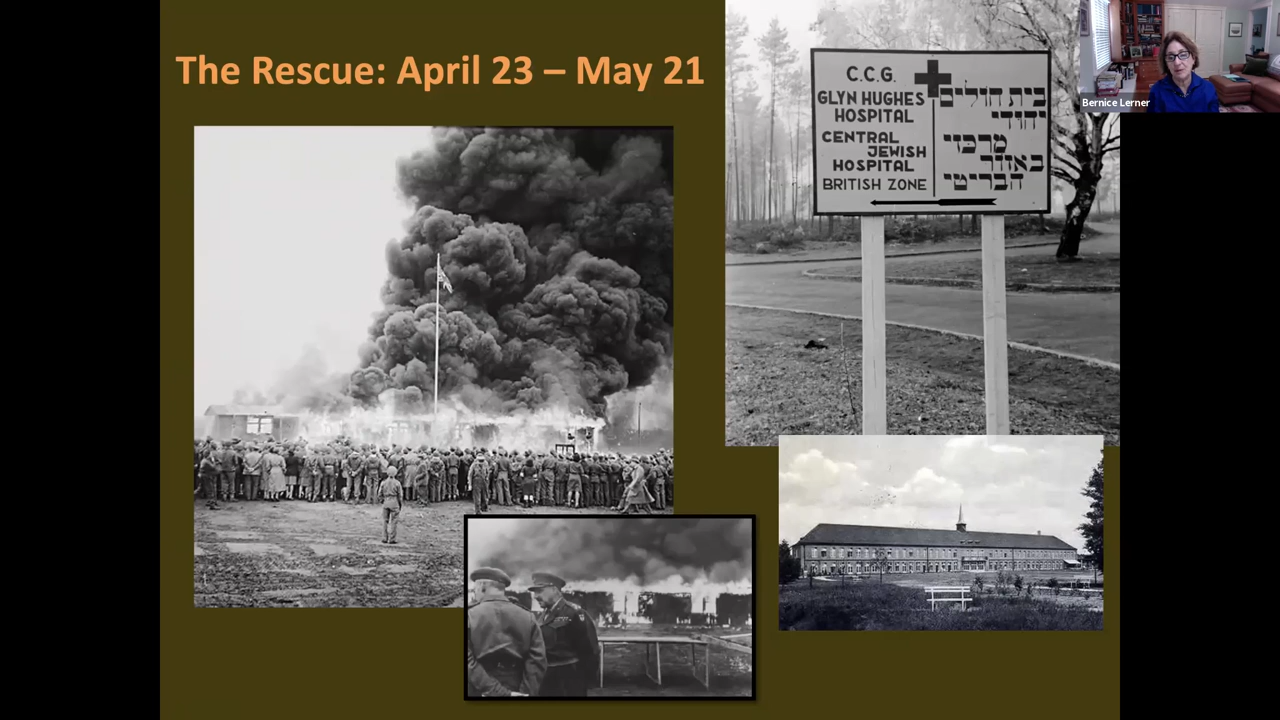 The Rescue: April 23 – May 21
C.C.G.
GLYN HUGHES
HOSPITAL
CENTRAL
JEWISH
HOSPITAL
BRITISH ZONE
בית חולים
יהודי
מרכזי
באזור
הבריטי
Bernice Lerner